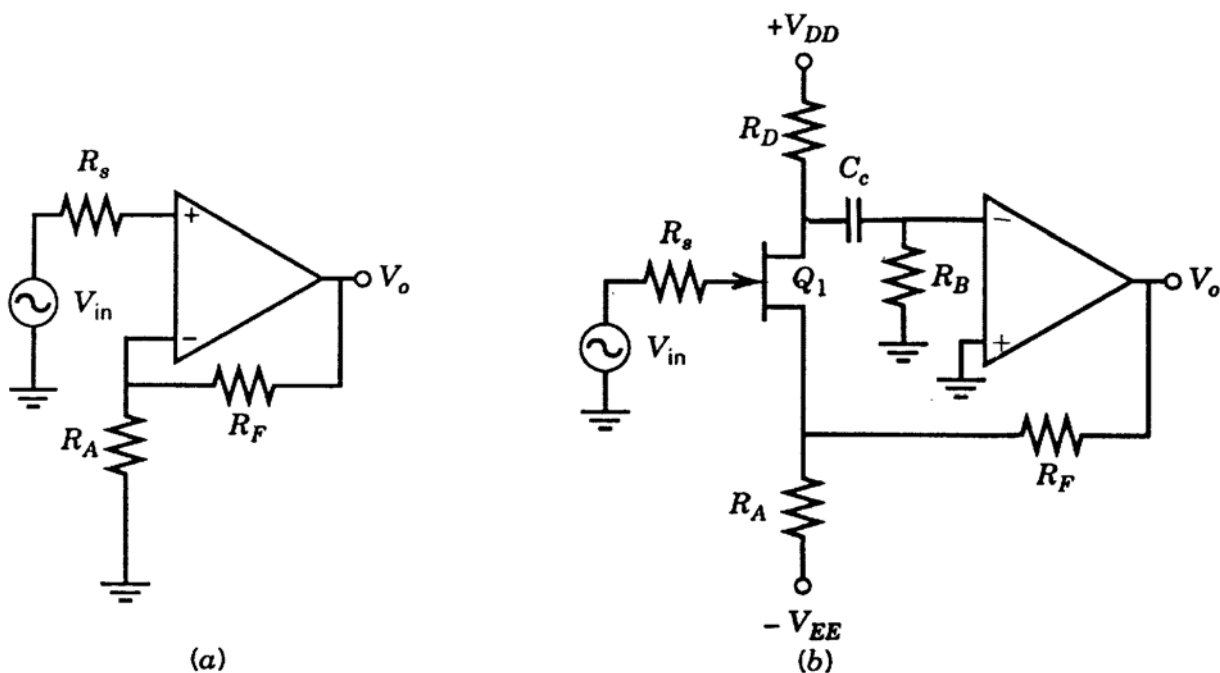 +V_DD
R_D
C_c
R_s
+
V_in
−
V_o
R_F
R_A
(a)
R_s
Q_1
R_B
−
+
V_in
V_o
R_F
R_A
− V_EE
(b)